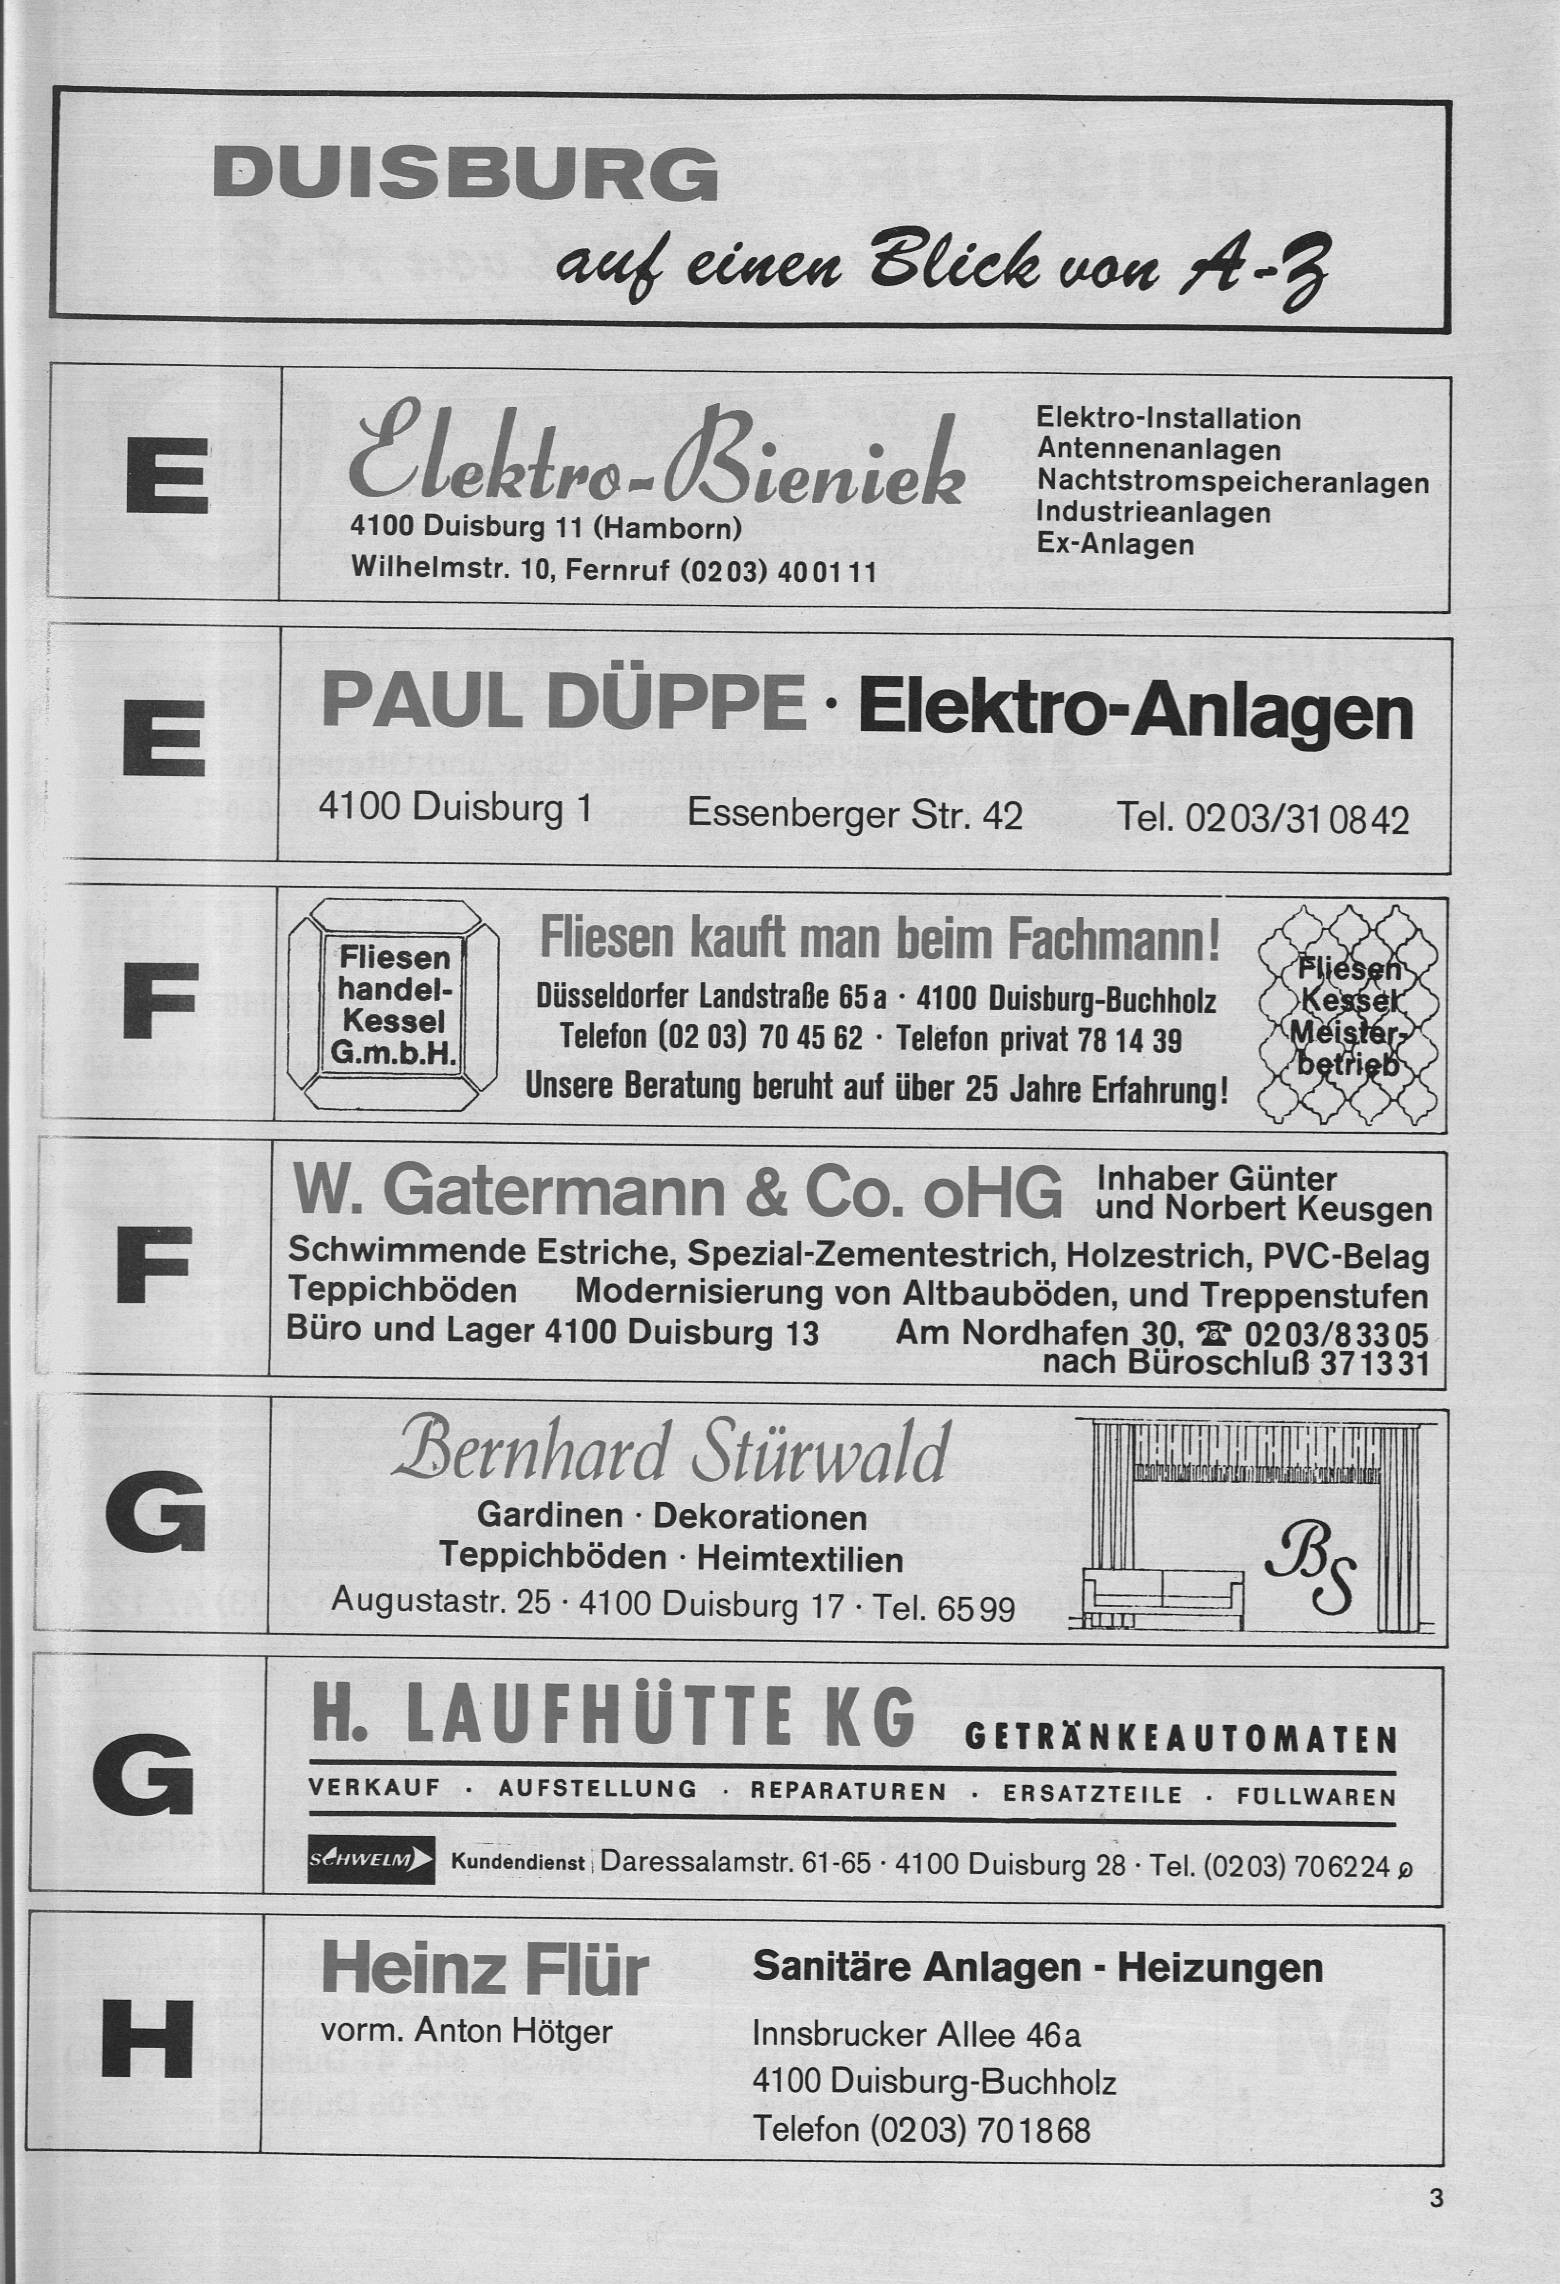 DUISBURG
auf einen Blick von A-Z
E
Elektro-Bieniek
4100 Duisburg 11 (Hamborn)
Wilhelmstr. 10, Fernruf (0203) 400111
Elektro-Installation
Antennenanlagen
Nachtstromspeicheranlagen
Industrieanlagen
Ex-Anlagen
E
PAUL DÜPPE · Elektro-Anlagen
4100 Duisburg 1 Essenberger Str. 42 Tel. 0203/310842
F
Fliesen
handel-
Kessel
G.m.b.H.
Fliesen kauft man beim Fachmann!
Düsseldorfer Landstraße 65a · 4100 Duisburg-Buchholz
Telefon (02 03) 70 45 62 · Telefon privat 78 14 39
Unsere Beratung beruht auf über 25 Jahre Erfahrung!
Fliesen
Kessel
Meister-
betrieb
F
W. Gatermann & Co. oHG
Inhaber Günter
und Norbert Keusgen
Schwimmende Estriche, Spezial-Zementestrich, Holzestrich, PVC-Belag
Teppichböden Modernisierung von Altbauböden, und Treppenstufen
Büro und Lager 4100 Duisburg 13 Am Nordhafen 30, ☎ 0203/83305
nach Büroschluß 371331
G
Bernhard Stürwald
Gardinen · Dekorationen
Teppichböden · Heimtextilien
Augustastr. 25 · 4100 Duisburg 17 · Tel. 6599
BS
G
H. LAUFHÜTTE KG GETRÄNKEAUTOMATEN
VERKAUF · AUFSTELLUNG · REPARATUREN · ERSATZTEILE · FÜLLWAREN
SCHWELM Kundendienst Daressalamstr. 61-65 · 4100 Duisburg 28 · Tel. (0203) 706224
H
Heinz Flür
vorm. Anton Hötger
Sanitäre Anlagen - Heizungen
Innsbrucker Allee 46a
4100 Duisburg-Buchholz
Telefon (0203) 701868
3